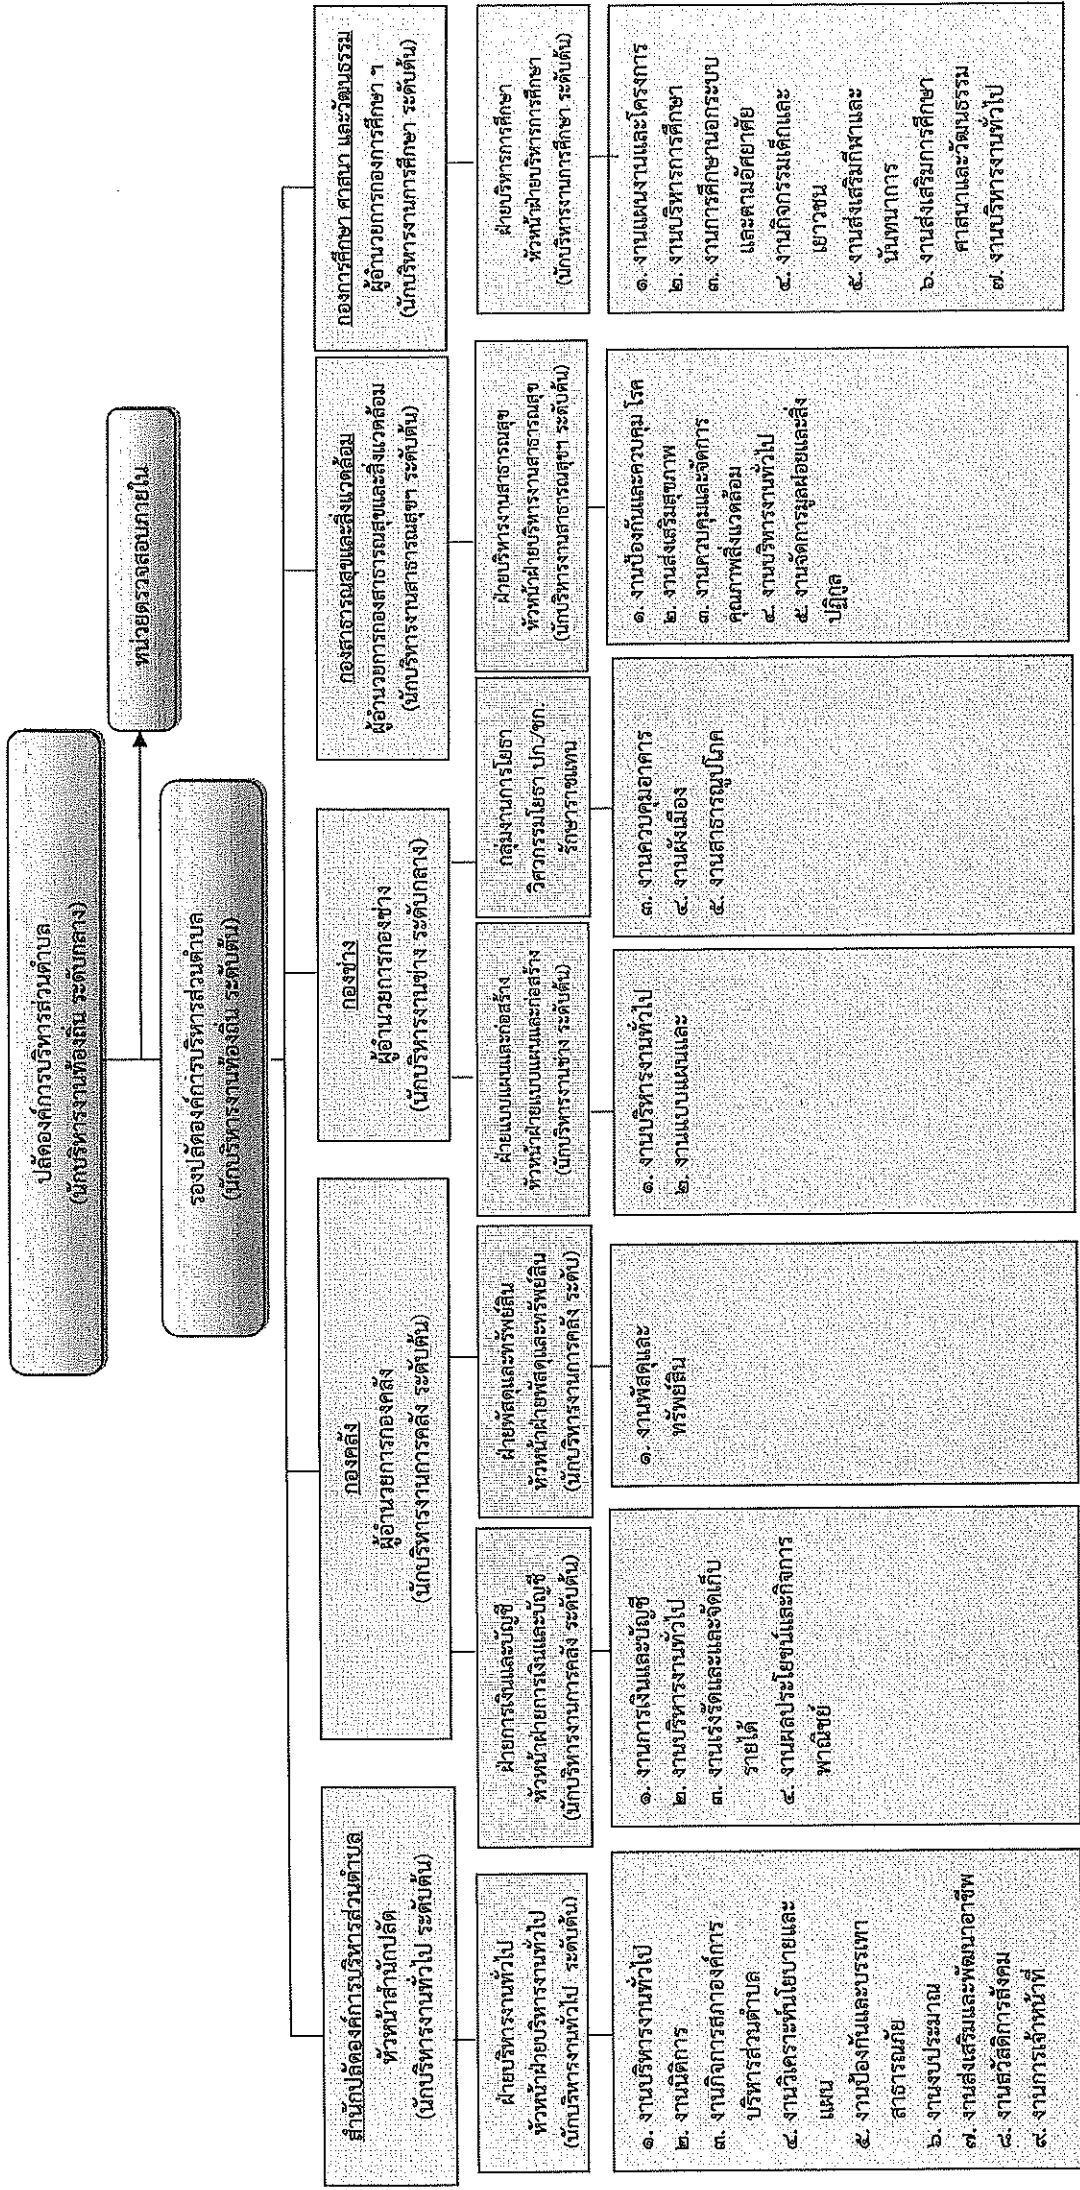 ปลัดองค์การบริหารส่วนตำบล
(นักบริหารงานท้องถิ่น ระดับกลาง)
หน่วยตรวจสอบภายใน
รองปลัดองค์การบริหารส่วนตำบล
(นักบริหารงานท้องถิ่น ระดับต้น)
สำนักปลัดองค์การบริหารส่วนตำบล
หัวหน้าสำนักปลัด
(นักบริหารงานทั่วไป ระดับต้น)
กองคลัง
ผู้อำนวยการกองคลัง
(นักบริหารงานการคลัง ระดับต้น)
กองช่าง
ผู้อำนวยการกองช่าง
(นักบริหารงานช่าง ระดับกลาง)
กองสาธารณสุขและสิ่งแวดล้อม
ผู้อำนวยการกองสาธารณสุขและสิ่งแวดล้อม
(นักบริหารงานสาธารณสุขฯ ระดับต้น)
กองการศึกษา ศาสนา และวัฒนธรรม
ผู้อำนวยการกองการศึกษา ฯ
(นักบริหารงานการศึกษา ระดับต้น)
ฝ่ายบริหารงานทั่วไป
หัวหน้าฝ่ายบริหารงานทั่วไป
(นักบริหารงานทั่วไป ระดับต้น)
ฝ่ายการเงินและบัญชี
หัวหน้าฝ่ายการเงินและบัญชี
(นักบริหารงานการคลัง ระดับต้น)
ฝ่ายพัสดุและทรัพย์สิน
หัวหน้าฝ่ายพัสดุและทรัพย์สิน
(นักบริหารงานการคลัง ระดับ)
ฝ่ายแบบแผนและก่อสร้าง
หัวหน้าฝ่ายแบบแผนและก่อสร้าง
(นักบริหารงานช่าง ระดับต้น)
กลุ่มงานการโยธา
วิศวกรรมโยธา ปก./ชก.
รักษาราชแทน
ฝ่ายบริหารงานสาธารณสุข
หัวหน้าฝ่ายบริหารงานสาธารณสุข
(นักบริหารงานสาธารณสุขฯ ระดับต้น)
ฝ่ายบริหารการศึกษา
หัวหน้าฝ่ายบริหารการศึกษา
(นักบริหารงานการศึกษา ระดับต้น)
๑. งานบริหารงานทั่วไป
๒. งานนิติการ
๓. งานกิจการสภาองค์การ
บริหารส่วนตำบล
๔. งานวิเคราะห์นโยบายและ
แผน
๕. งานป้องกันและบรรเทา
สาธารณภัย
๖. งานงบประมาณ
๗. งานส่งเสริมและพัฒนาอาชีพ
๘. งานสวัสดิการสังคม
๙. งานการเจ้าหน้าที่
๑. งานการเงินและบัญชี
๒. งานบริหารงานทั่วไป
๓. งานเร่งรัดและและจัดเก็บ
รายได้
๔. งานผลประโยชน์และกิจการ
พาณิชย์
๑. งานพัสดุและ
ทรัพย์สิน
๑. งานบริหารงานทั่วไป
๒. งานแบบแผนและ
๓. งานควบคุมอาคาร
๔. งานผังเมือง
๕. งานสาธารณูปโภค
๑. งานป้องกันและควบคุม โรค
๒. งานส่งเสริมสุขภาพ
๓. งานควบคุมและจัดการ
คุณภาพสิ่งแวดล้อม
๔. งานบริหารงานทั่วไป
๕. งานจัดการมูลฝอยและสิ่ง
ปฏิกูล
๑. งานแผนงานและโครงการ
๒. งานบริหารการศึกษา
๓. งานการศึกษานอกระบบ
และตามอัศยาศัย
๔. งานกิจกรรมเด็กและ
เยาวชน
๕. งานส่งเสริมกีฬาและ
นันทนาการ
๖. งานส่งเสริมการศึกษา
ศาสนาและวัฒนธรรม
๗. งานบริหารงานทั่วไป